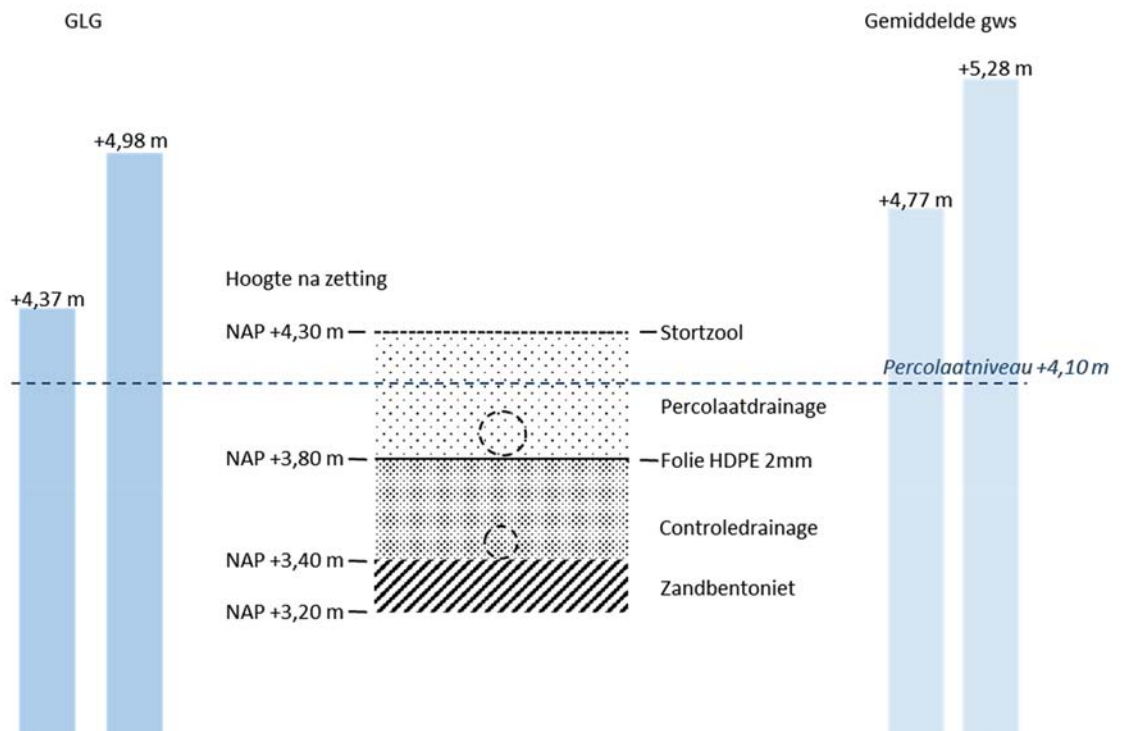 GLG
Gemiddelde gws
+5,28 m
+4,98 m
+4,77 m
Hoogte na zetting
+4,37 m
NAP +4,30 m
Stortzool
Percolaatniveau +4,10 m
Percolaatdrainage
NAP +3,80 m
Folie HDPE 2mm
Controledrainage
NAP +3,40 m
Zandbentoniet
NAP +3,20 m